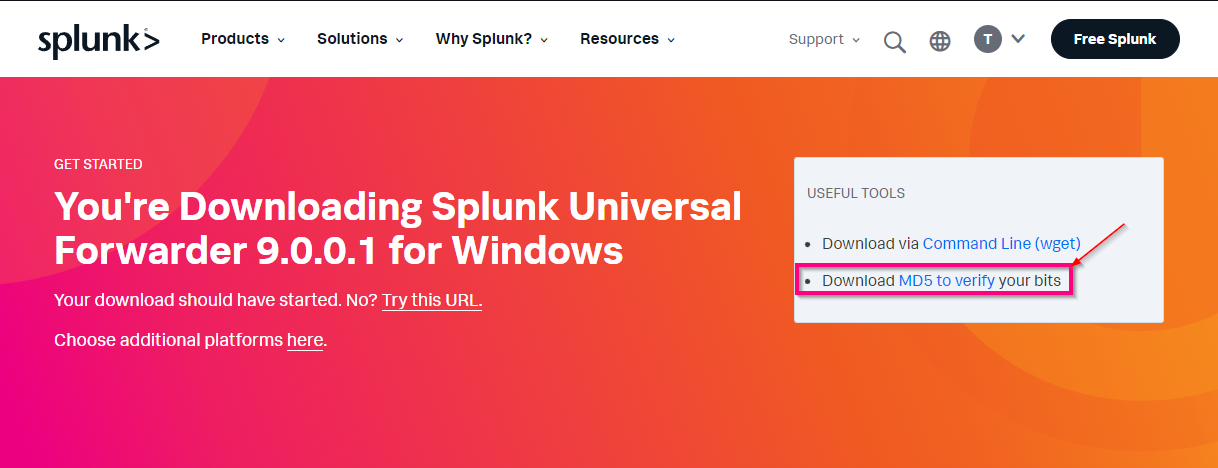 splunk>
Products
Solutions
Why Splunk?
Resources
Support
T
Free Splunk
GET STARTED
You're Downloading Splunk Universal
Forwarder 9.0.0.1 for Windows
Your download should have started. No? Try this URL.
Choose additional platforms here.
USEFUL TOOLS
• Download via Command Line (wget)
• Download MD5 to verify your bits